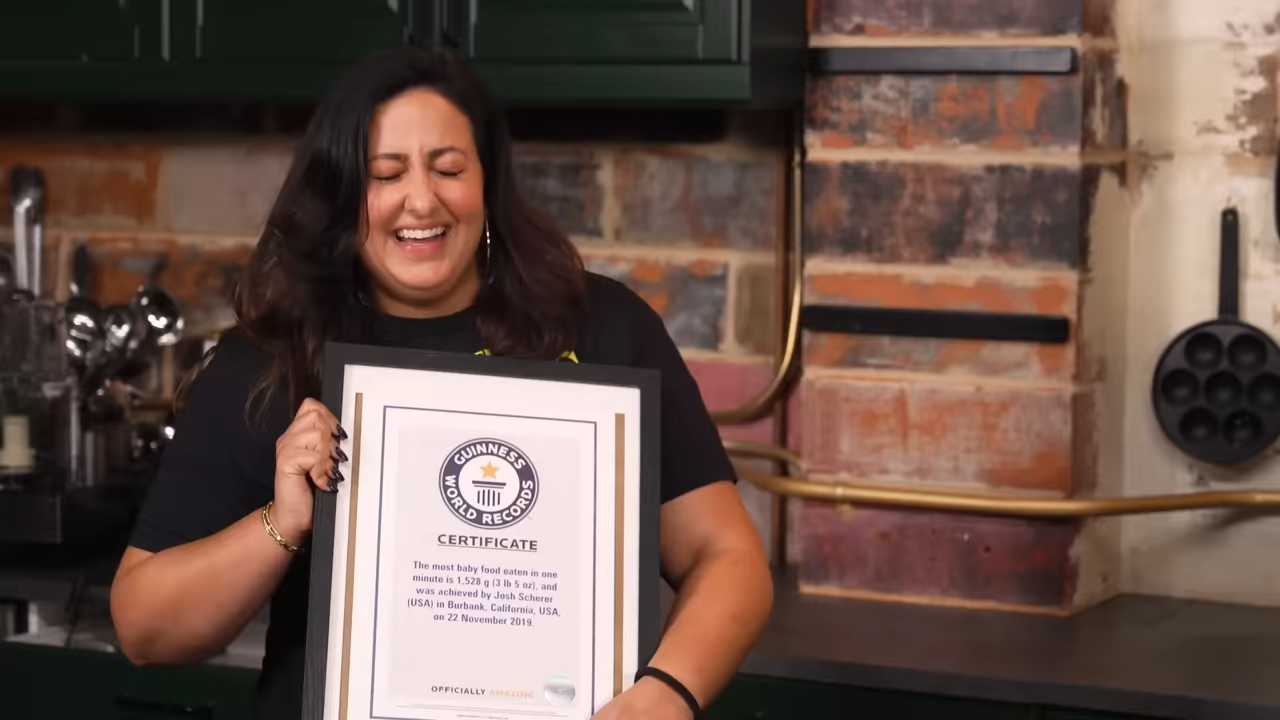 GUINNESS
WORLD RECORDS
CERTIFICATE
The most baby food eaten in one
minute is 1,528 g (3 lb 5 oz), and
was achieved by Josh Scherer
(USA) in Burbank, California, USA,
on 22 November 2019.
OFFICIALLY AMAZING